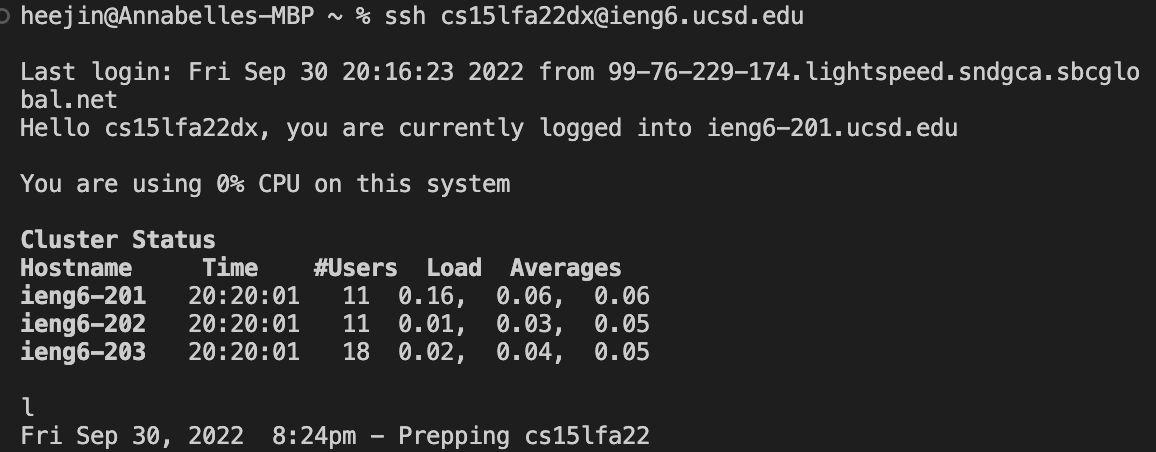 heejin@Annabelles-MBP ~ % ssh cs15lfa22dx@ieng6.ucsd.edu
Last login: Fri Sep 30 20:16:23 2022 from 99-76-229-174.lightspeed.sndgca.sbcglo
bal.net
Hello cs15lfa22dx, you are currently logged into ieng6-201.ucsd.edu
You are using 0% CPU on this system
Cluster Status
Hostname     Time    #Users  Load  Averages
ieng6-201   20:20:01   11  0.16,  0.06,  0.06
ieng6-202   20:20:01   11  0.01,  0.03,  0.05
ieng6-203   20:20:01   18  0.02,  0.04,  0.05
l
Fri Sep 30, 2022  8:24pm - Prepping cs15lfa22